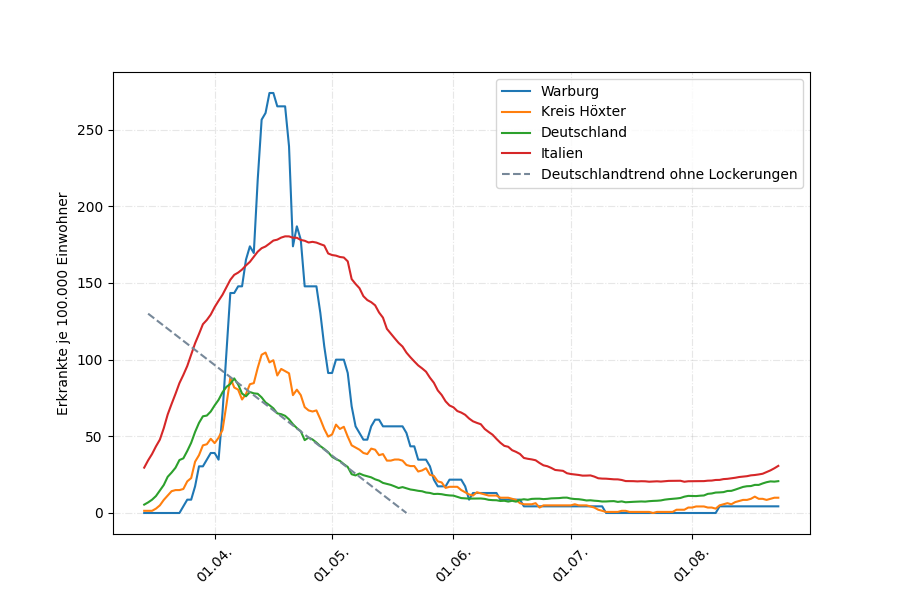 Warburg
Kreis Höxter
Deutschland
Italien
Deutschlandtrend ohne Lockerungen
Erkrankte je 100.000 Einwohner
250
200
150
100
50
0
01.04.
01.05.
01.06.
01.07.
01.08.